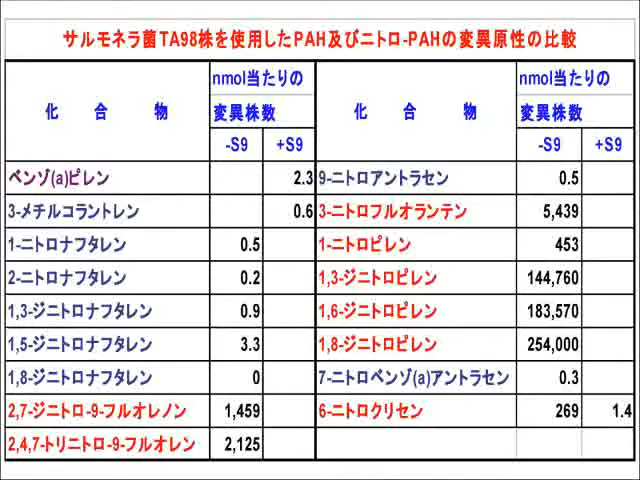 サルモネラ菌TA98株を使用したPAH及びニトロ-PAHの変異原性の比較
化 合 物 nmol当たりの変異株数 化 合 物 nmol当たりの変異株数
-S9 +S9 -S9 +S9
ベンゾ(a)ピレン 2.3 9-ニトロアントラセン 0.5
3-メチルコラントレン 0.6 3-ニトロフルオランテン 5,439
1-ニトロナフタレン 0.5 1-ニトロピレン 453
2-ニトロナフタレン 0.2 1,3-ジニトロピレン 144,760
1,3-ジニトロナフタレン 0.9 1,6-ジニトロピレン 183,570
1,5-ジニトロナフタレン 3.3 1,8-ジニトロピレン 254,000
1,8-ジニトロナフタレン 0 7-ニトロベンゾ(a)アントラセン 0.3
2,7-ジニトロ-9-フルオレノン 1,459 6-ニトロクリセン 269 1.4
2,4,7-トリニトロ-9-フルオレン 2,125